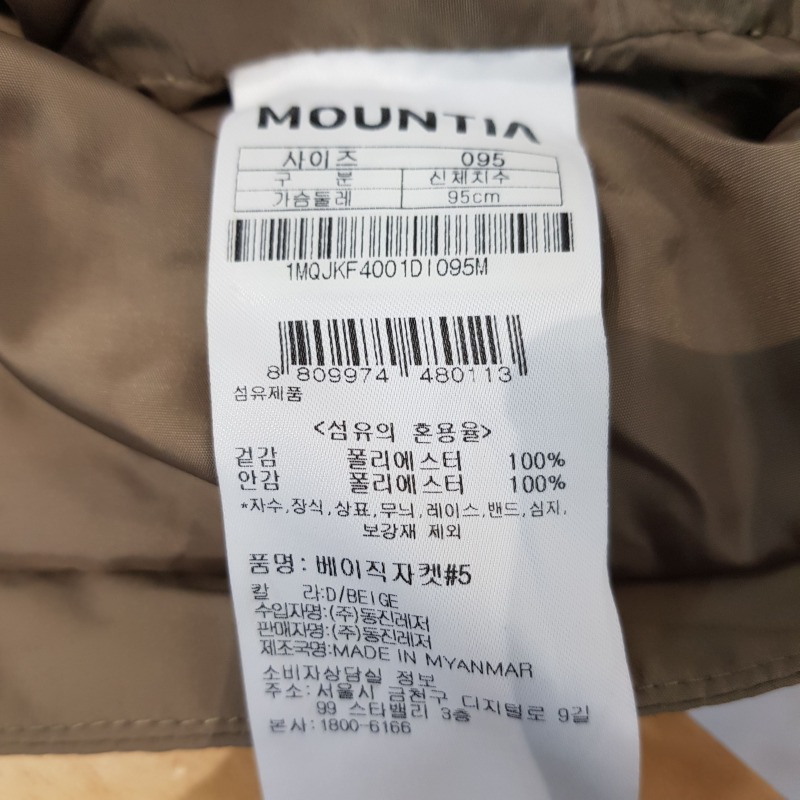 MOUNTIA
사이즈 095
구 분 신체치수
가슴둘레 95cm
1MQJKF4001DI095M
8 809974 480113
섬유제품
<섬유의 혼용율>
겉감 폴리에스터 100%
안감 폴리에스터 100%
*자수,장식,상표,무늬,레이스,밴드,심지,
보강재 제외
품명:베이직자켓#5
칼 라:D/BEIGE
수입자명:(주)동진레저
판매자명:(주)동진레저
제조국명:MADE IN MYANMAR
소비자상담실 정보
주소:서울시 금천구 디지털로 9길
99 스타밸리 3층
본사:1800-6166